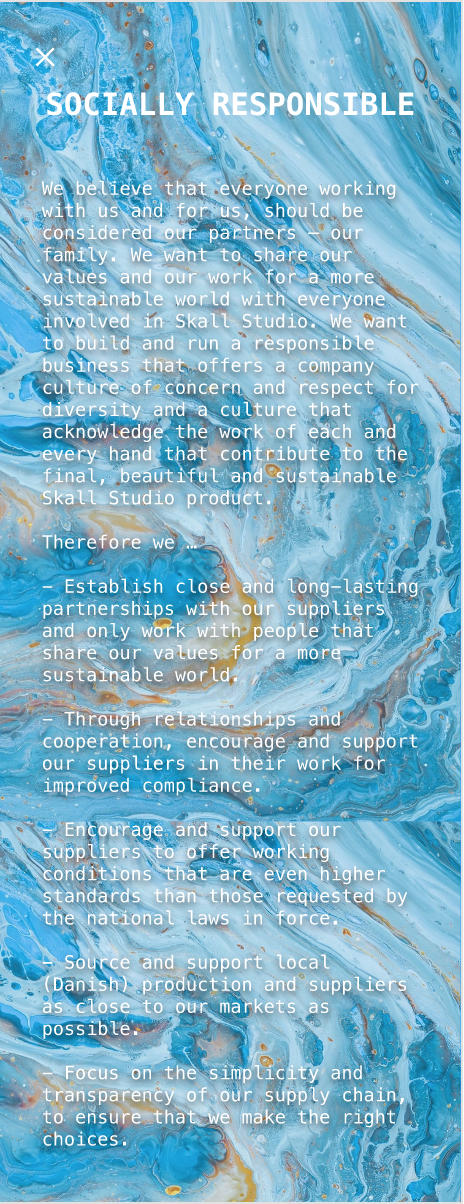 SOCIALLY RESPONSIBLE
We believe that everyone working
with us and for us, should be
considered our partners – our
family. We want to share our
values and our work for a more
sustainable world with everyone
involved in Skall Studio. We want
to build and run a responsible
business that offers a company
culture of concern and respect for
diversity and a culture that
acknowledge the work of each and
every hand that contribute to the
final, beautiful and sustainable
Skall Studio product.
Therefore we …
– Establish close and long-lasting
partnerships with our suppliers
and only work with people that
share our values for a more
sustainable world.
– Through relationships and
cooperation, encourage and support
our suppliers in their work for
improved compliance.
– Encourage and support our
suppliers to offer working
conditions that are even higher
standards than those requested by
the national laws in force.
– Source and support local
(Danish) production and suppliers
as close to our markets as
possible.
– Focus on the simplicity and
transparency of our supply chain,
to ensure that we make the right
choices.